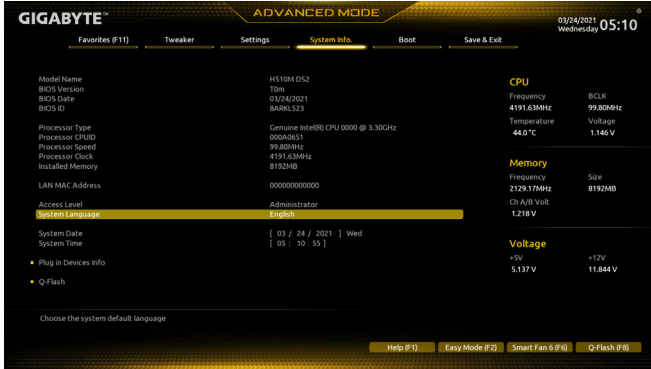 GIGABYTE™
ADVANCED MODE
03/24/2021
Wednesday 05:10
Favorites (F11) Tweaker Settings System Info. Boot Save & Exit
Model Name H510M DS2
BIOS Version T0m
BIOS Date 03/24/2021
BIOS ID 8ARKL523
Processor Type Genuine Intel(R) CPU 0000 @ 3.30GHz
Processor CPUID 000A0651
Processor Speed 99.80MHz
Processor Clock 4191.63MHz
Installed Memory 8192MB
LAN MAC Address 000000000000
Access Level Administrator
System Language English
System Date [ 03 / 24 / 2021 ] Wed
System Time [ 05 : 10 : 55 ]
Plug in Devices Info
Q-Flash
Choose the system default language
CPU
Frequency BCLK
4191.63MHz 99.80MHz
Temperature Voltage
44.0 °C 1.146 V
Memory
Frequency Size
2129.17MHz 8192MB
Ch A/B Volt
1.218 V
Voltage
+5V +12V
5.137 V 11.844 V
Help (F1) Easy Mode (F2) Smart Fan 6 (F6) Q-Flash (F8)